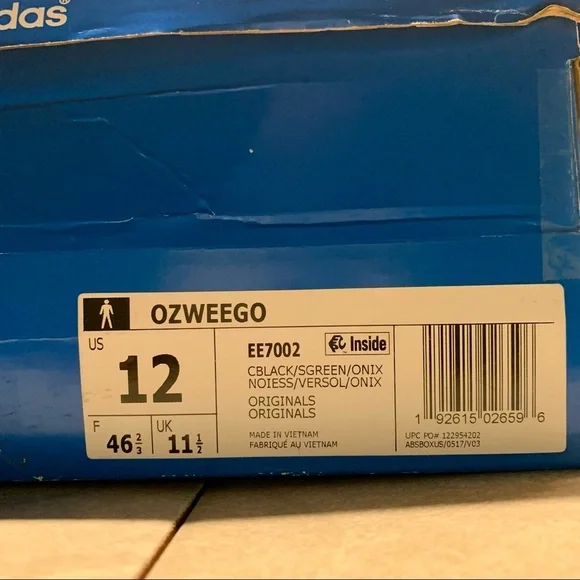 das®
OZWEEGO
US
12
F
46 2/3
UK
11 1/2
EE7002
Inside
CBLACK/SGREEN/ONIX
NOIESS/VERSOL/ONIX
ORIGINALS
ORIGINALS
MADE IN VIETNAM
FABRIQUÉ AU VIETNAM
1 92615 02659 6
UPC PO# 122954202
ABSBOXUS/0517/V03